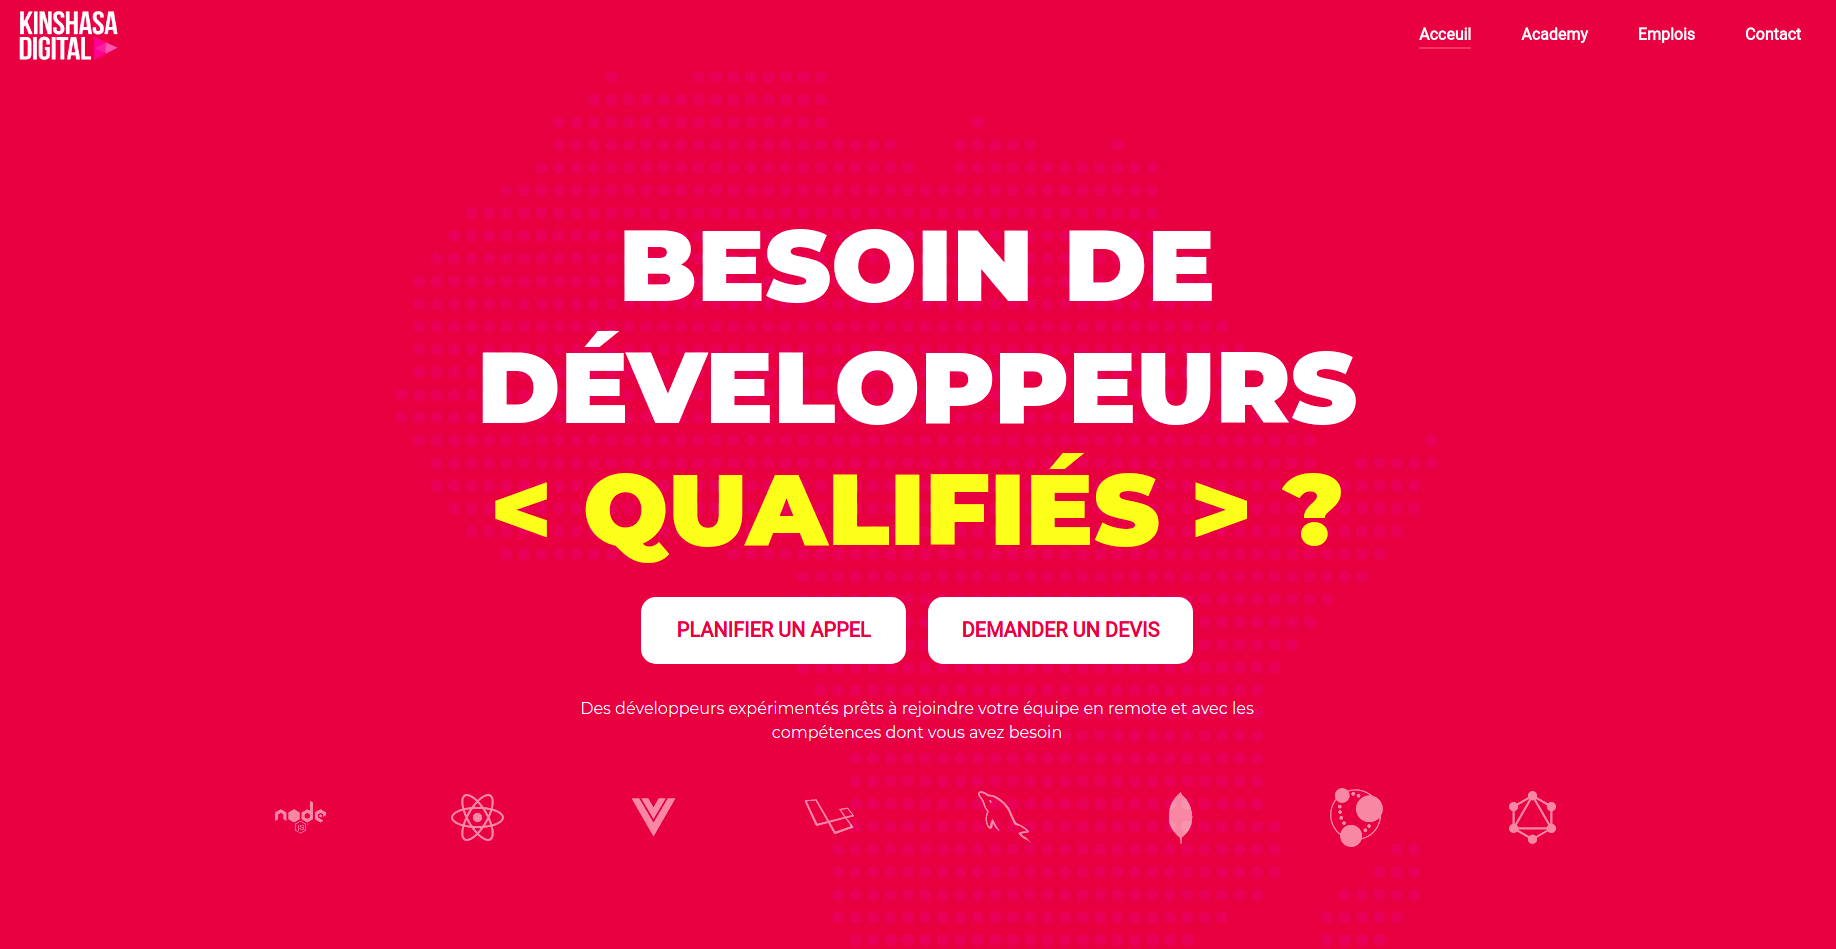 KINSHASA
DIGITAL
Acceuil
Academy
Emplois
Contact
BESOIN DE
DÉVELOPPEURS
< QUALIFIÉS > ?
PLANIFIER UN APPEL
DEMANDER UN DEVIS
Des développeurs expérimentés prêts à rejoindre votre équipe en remote et avec les
compétences dont vous avez besoin
node
JS